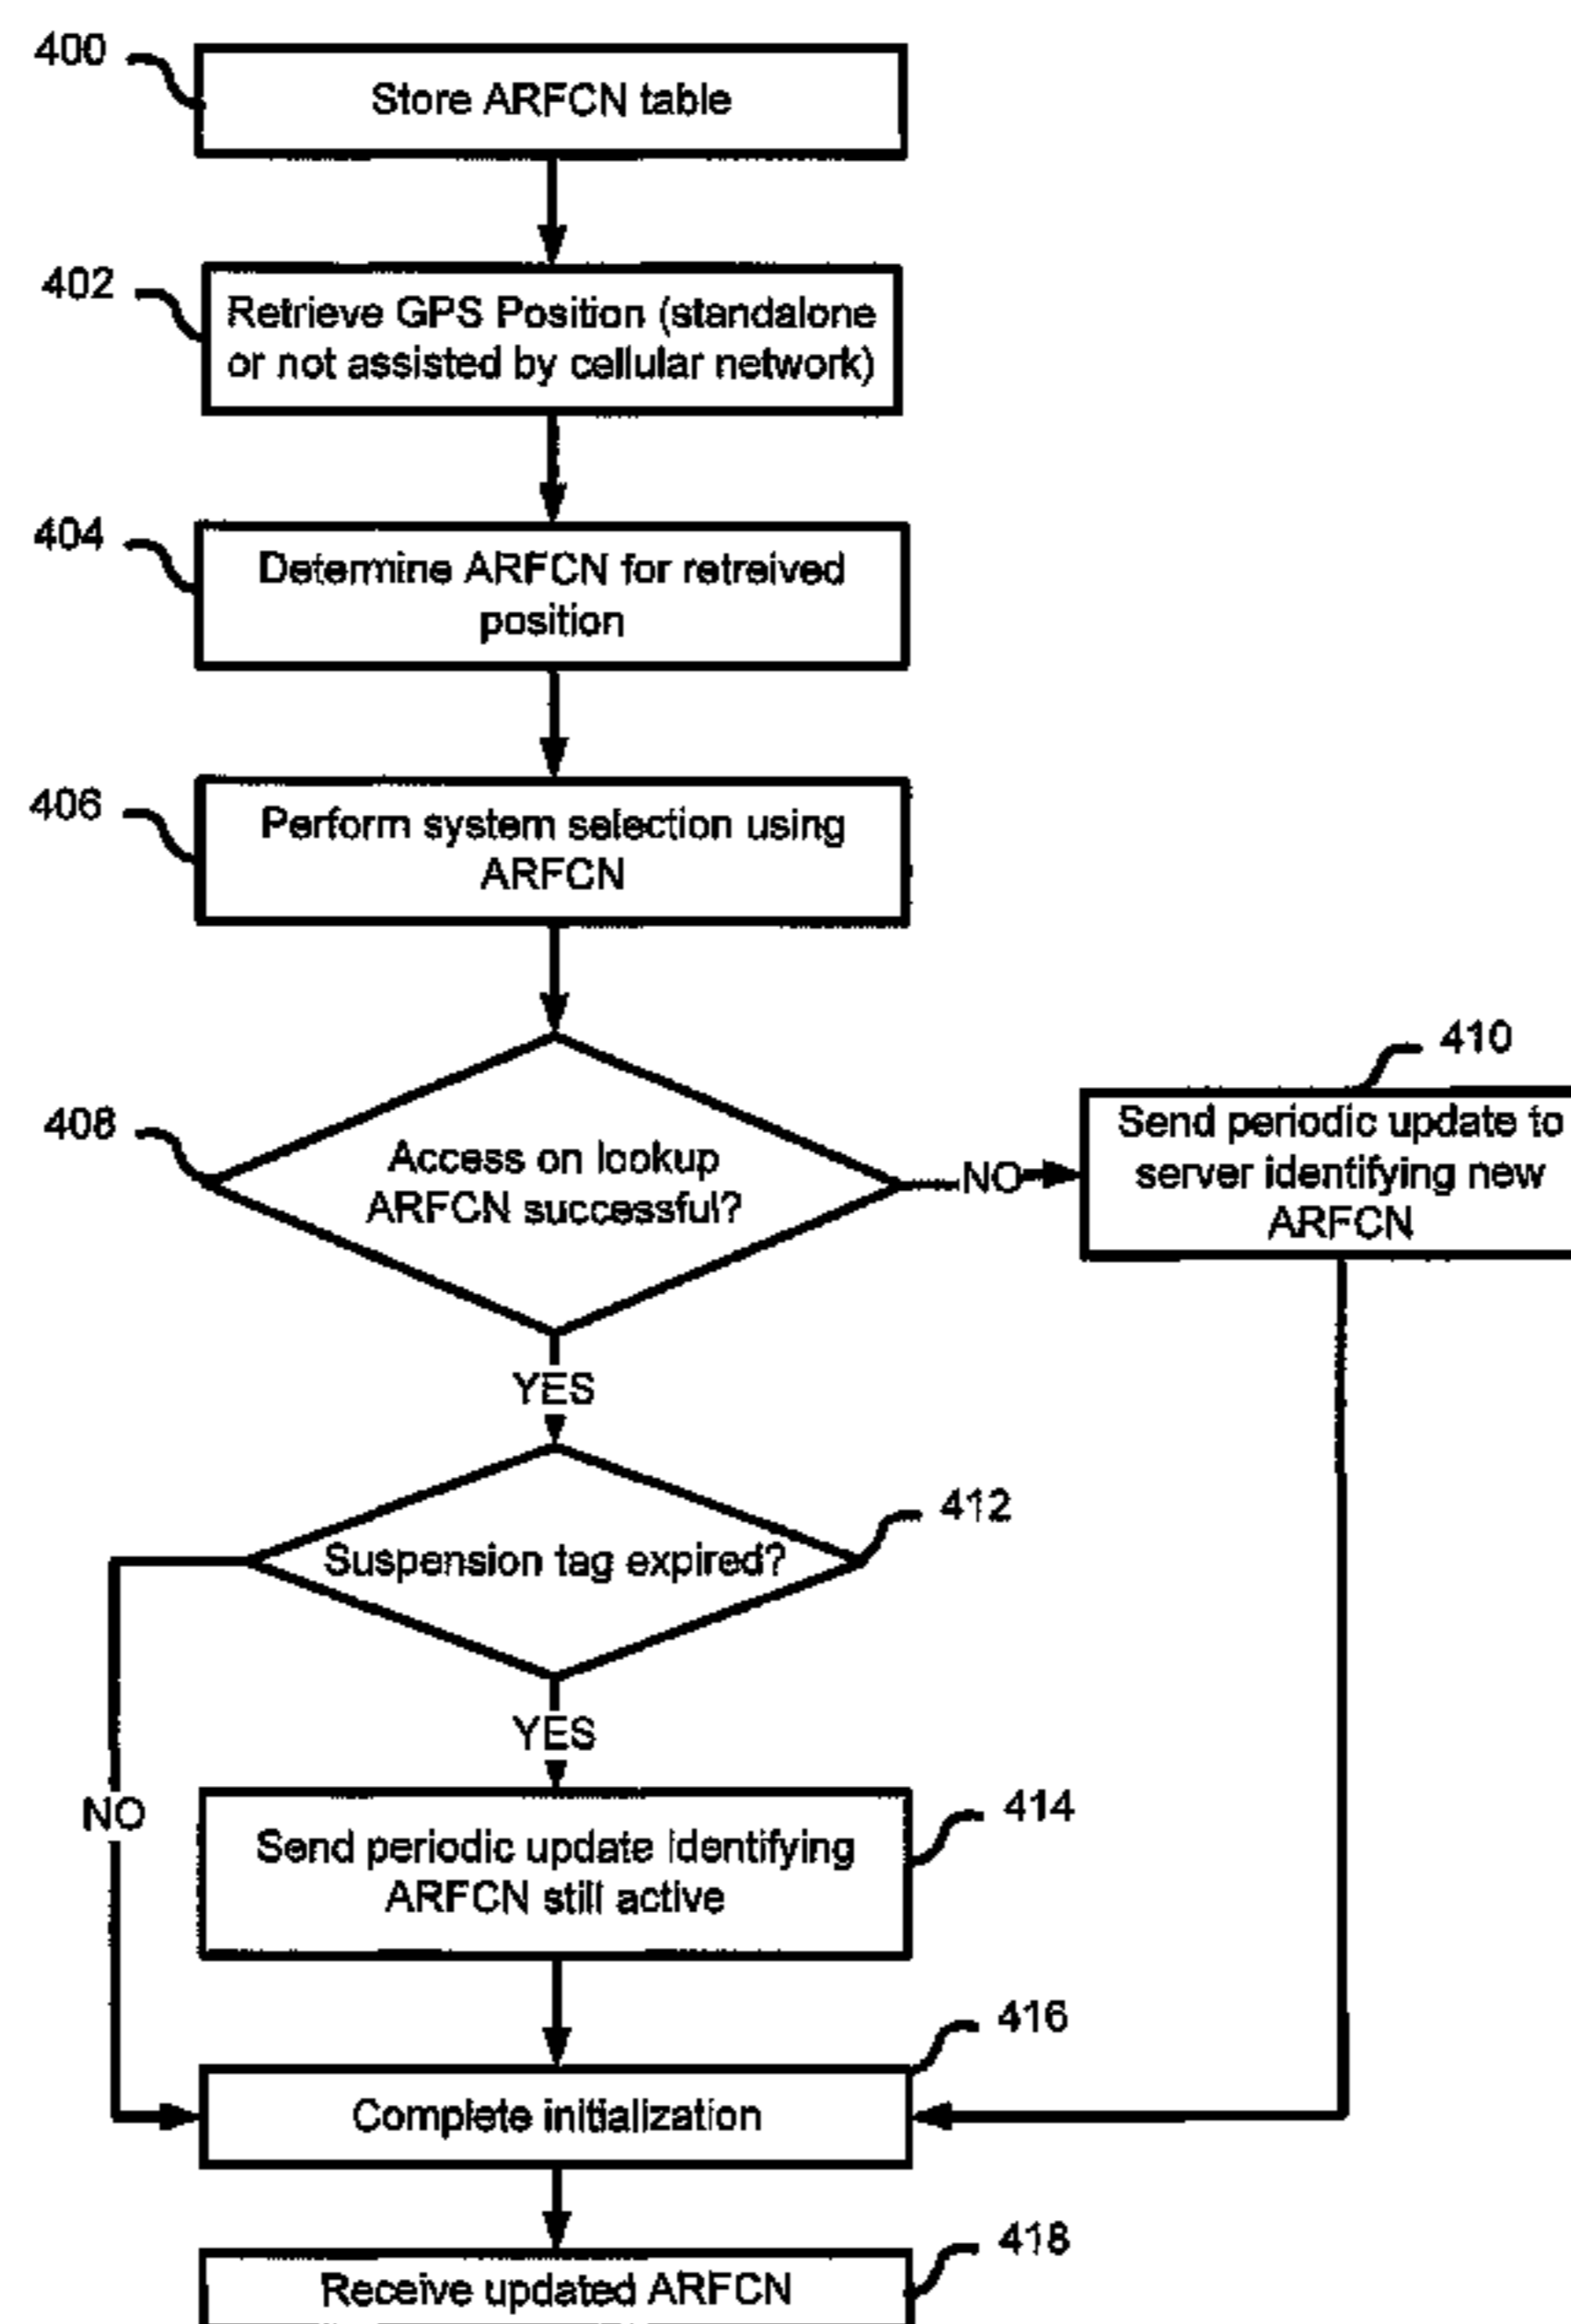 400
Store ARFCN table
402
Retrieve GPS Position (standalone
or not assisted by cellular network)
404
Determine ARFCN for retreived
position
406
Perform system selection using
ARFCN
408
Access on lookup
ARFCN successful?
NO
410
Send periodic update to
server identifying new
ARFCN
YES
412
Suspension tag expired?
YES
NO
414
Send periodic update identifying
ARFCN still active
416
Complete initialization
418
Receive updated ARFCN